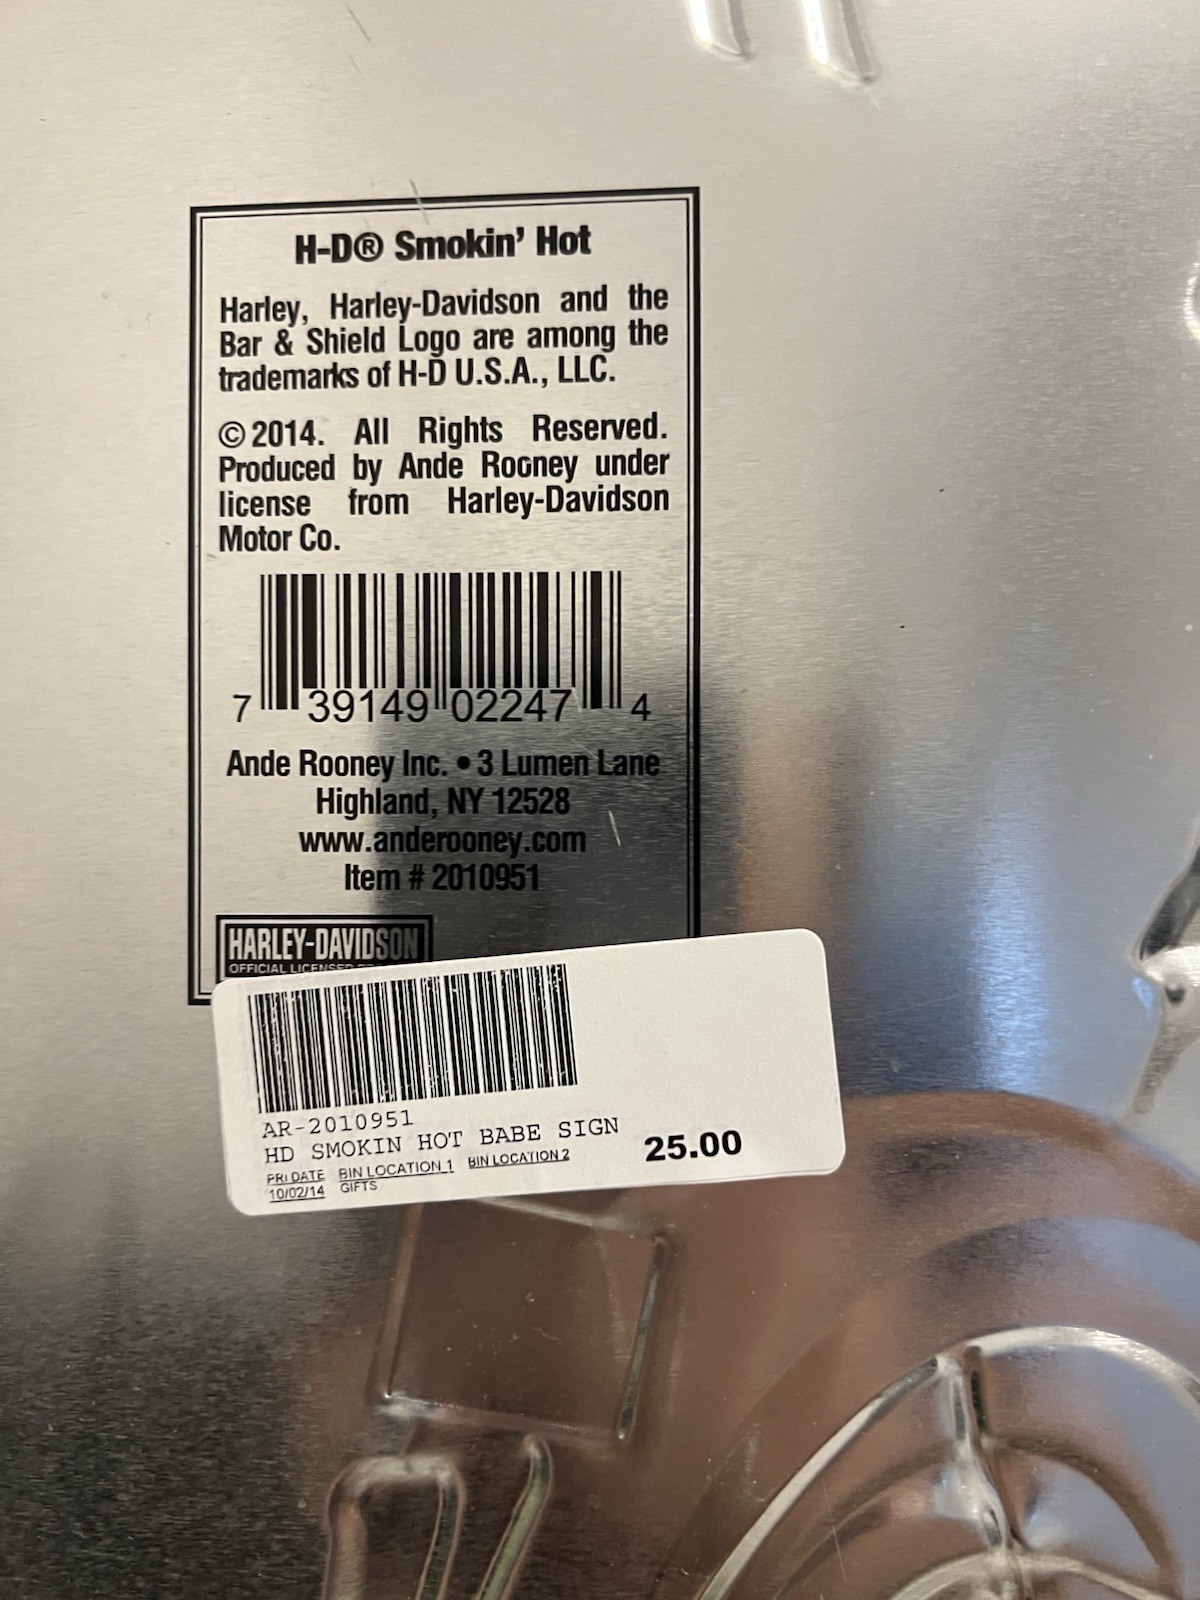 H-D® Smokin' Hot
Harley, Harley-Davidson and the
Bar & Shield Logo are among the
trademarks of H-D U.S.A., LLC.
© 2014. All Rights Reserved.
Produced by Ande Rooney under
license from Harley-Davidson
Motor Co.
7 39149 02247 4
Ande Rooney Inc. • 3 Lumen Lane
Highland, NY 12528
www.anderooney.com
Item # 2010951
HARLEY-DAVIDSON
OFFICIAL LICENSED
AR-2010951
HD SMOKIN HOT BABE SIGN
25.00
PRI DATE BIN LOCATION 1 BIN LOCATION 2
10/02/14 GIFTS